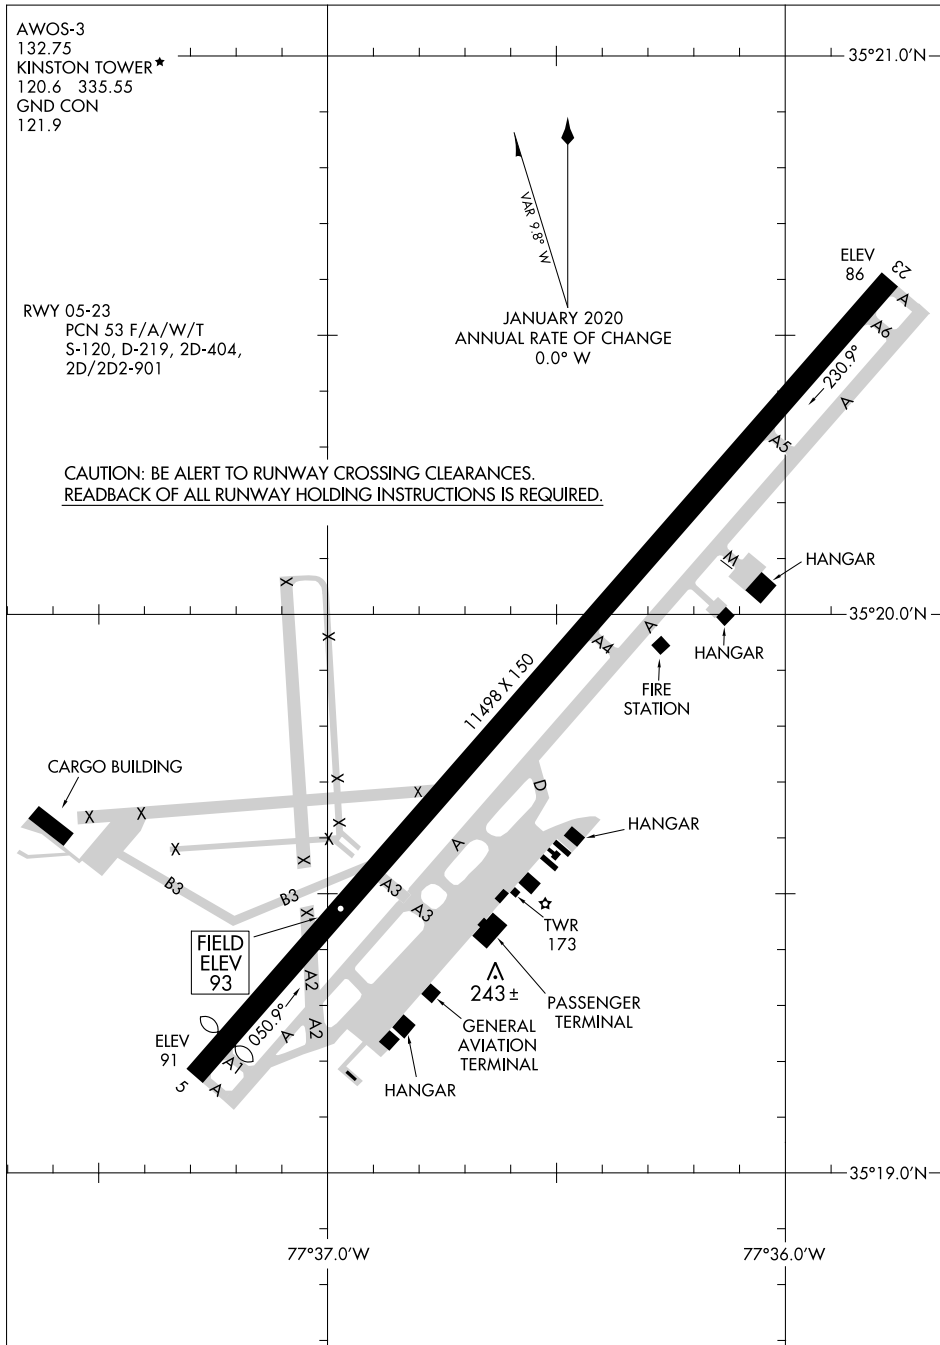 AWOS-3
132.75
KINSTON TOWER★
120.6 335.55
GND CON
121.9
35°21.0'N
VAR 9.8° W
JANUARY 2020
ANNUAL RATE OF CHANGE
0.0° W
ELEV
86
23
A
A6
RWY 05-23
PCN 53 F/A/W/T
S-120, D-219, 2D-404,
2D/2D2-901
230.9°
A
A5
CAUTION: BE ALERT TO RUNWAY CROSSING CLEARANCES.
READBACK OF ALL RUNWAY HOLDING INSTRUCTIONS IS REQUIRED.
M
HANGAR
X
35°20.0'N
X
A
A4
HANGAR
FIRE
STATION
11498 X 150
CARGO BUILDING
X
X
X
X
X
D
HANGAR
X
X
A
X
B3
B3
A3
A3
X
TWR
173
FIELD
ELEV
93
A2
243±
PASSENGER
TERMINAL
050.9°
A2
A
GENERAL
AVIATION
TERMINAL
ELEV
91
A1
5
A
HANGAR
35°19.0'N
77°37.0'W
77°36.0'W